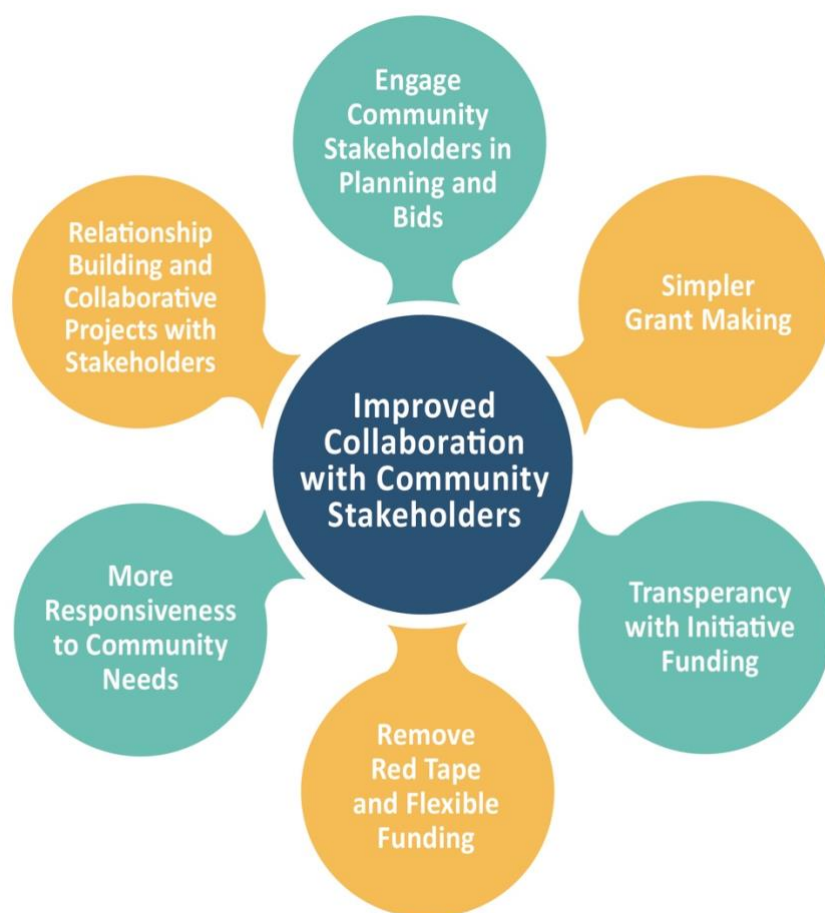 Engage
Community
Stakeholders in
Planning and
Bids
Relationship
Building and
Collaborative
Projects with
Stakeholders
Simpler
Grant Making
Improved
Collaboration
with Community
Stakeholders
More
Responsiveness
to Community
Needs
Transperancy
with Initiative
Funding
Remove
Red Tape
and Flexible
Funding